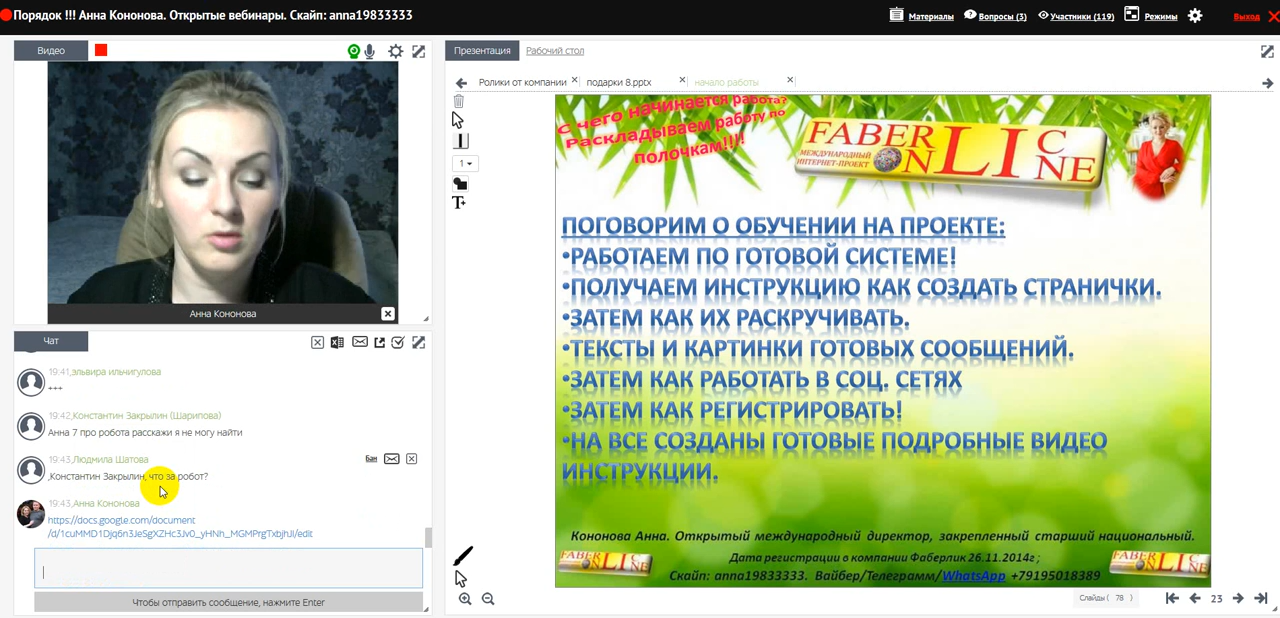 Порядок !!! Анна Кононова. Открытые вебинары. Скайп: anna19833333
Материалы
Вопросы (3)
Участники (119)
Режимы
Выход
Видео
Анна Кононова
Чат
19:41,эльвира ильчигулова
+++
19:42,Константин Закрылин (Шарипова)
Анна 7 про робота расскажи я не могу найти
19:43,Людмила Шатова
Бан
,Константин Закрылин, что за робот?
19:43,Анна Кононова
https://docs.google.com/document
/d/1cuMMD1Djq6n3JeSgXZHc3Jv0_yHNh_MGMPrgTxbjhJI/edit
Чтобы отправить сообщение, нажмите Enter
Презентация
Рабочий стол
Ролики от компании
подарки 8.pptx
начало работы
1
T+
С чего начинается работа?
Раскладываем работу по
полочкам!!!
FABERLIC
МЕЖДУНАРОДНЫЙ
ИНТЕРНЕТ-ПРОЕКТ
ONLINE
ПОГОВОРИМ О ОБУЧЕНИИ НА ПРОЕКТЕ:
•РАБОТАЕМ ПО ГОТОВОЙ СИСТЕМЕ!
•ПОЛУЧАЕМ ИНСТРУКЦИЮ КАК СОЗДАТЬ СТРАНИЧКИ.
•ЗАТЕМ КАК ИХ РАСКРУЧИВАТЬ.
•ТЕКСТЫ И КАРТИНКИ ГОТОВЫХ СООБЩЕНИЙ.
•ЗАТЕМ КАК РАБОТАТЬ В СОЦ. СЕТЯХ
•ЗАТЕМ КАК РЕГИСТРИРОВАТЬ!
•НА ВСЕ СОЗДАНЫ ГОТОВЫЕ ПОДРОБНЫЕ ВИДЕО
ИНСТРУКЦИИ.
Кононова Анна. Открытый международный директор, закрепленный старший национальный.
Дата регистрации в компании Фаберлик 26.11.2014г;
Скайп: anna19833333. Вайбер/Телеграмм/WhatsApp +79195018389
FABERLIC
ONLINE
FABERLIC
ONLINE
Слайды ( 78 )
23